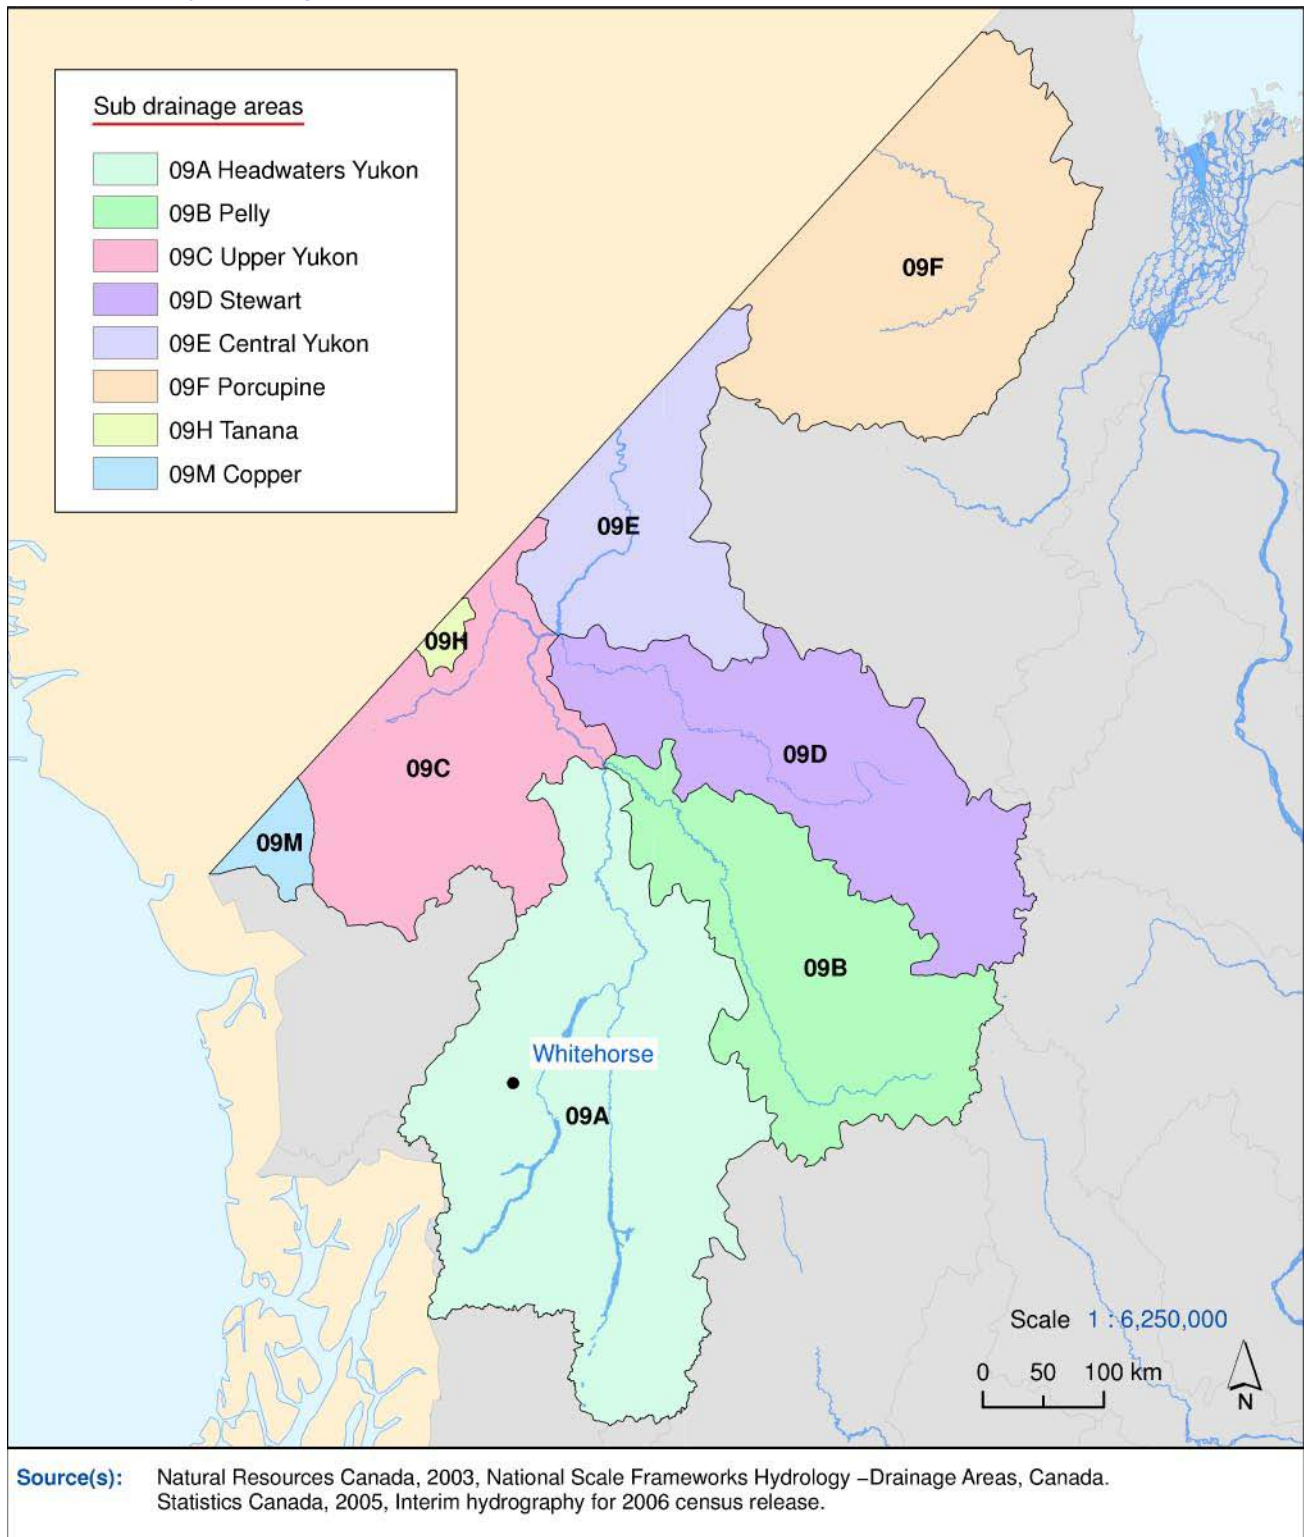 Sub drainage areas
09A Headwaters Yukon
09B Pelly
09C Upper Yukon
09D Stewart
09E Central Yukon
09F Porcupine
09H Tanana
09M Copper
09F
09E
09H
09D
09C
09M
09B
Whitehorse
09A
Scale 1 : 6,250,000
0 50 100 km
N
Source(s): Natural Resources Canada, 2003, National Scale Frameworks Hydrology –Drainage Areas, Canada.
Statistics Canada, 2005, Interim hydrography for 2006 census release.